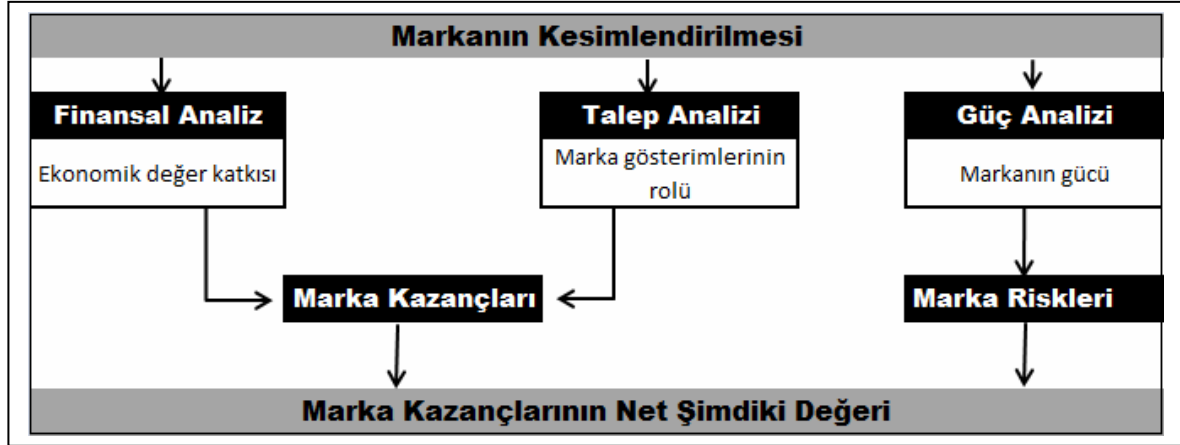 Markanın Kesimlendirilmesi
Finansal Analiz
Ekonomik değer katkısı
Talep Analizi
Marka gösterimlerinin
rolü
Güç Analizi
Markanın gücü
Marka Kazançları
Marka Riskleri
Marka Kazançlarının Net Şimdiki Değeri